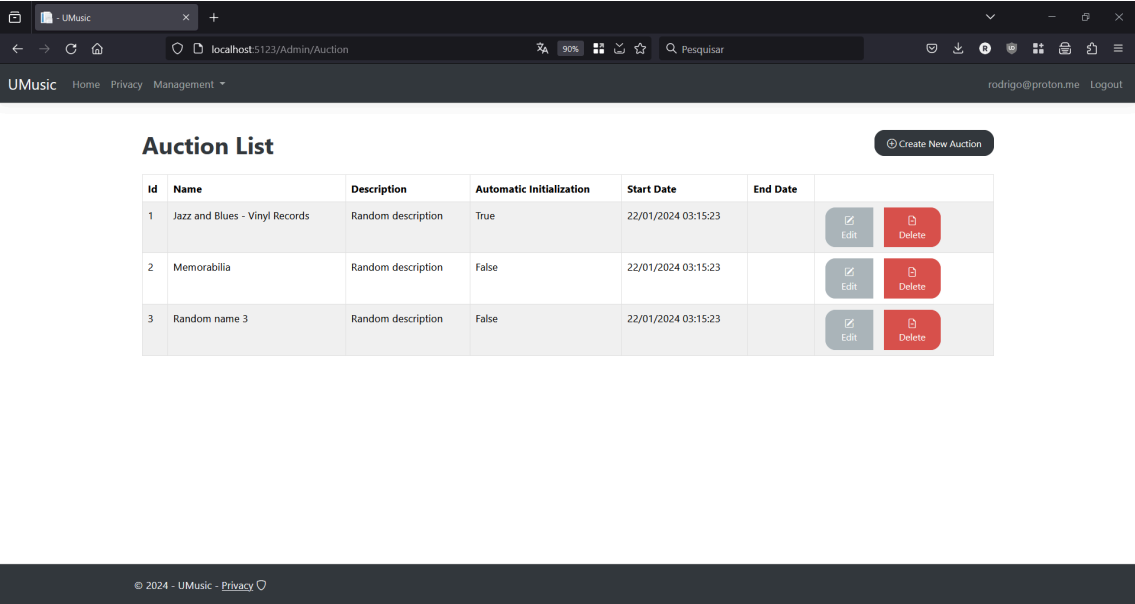 - UMusic
localhost:5123/Admin/Auction
90%
Pesquisar
R
UMusic Home Privacy Management rodrigo@proton.me Logout
Auction List
Create New Auction
Id Name Description Automatic Initialization Start Date End Date
1 Jazz and Blues - Vinyl Records Random description True 22/01/2024 03:15:23 Edit Delete
2 Memorabilia Random description False 22/01/2024 03:15:23 Edit Delete
3 Random name 3 Random description False 22/01/2024 03:15:23 Edit Delete
© 2024 - UMusic - Privacy